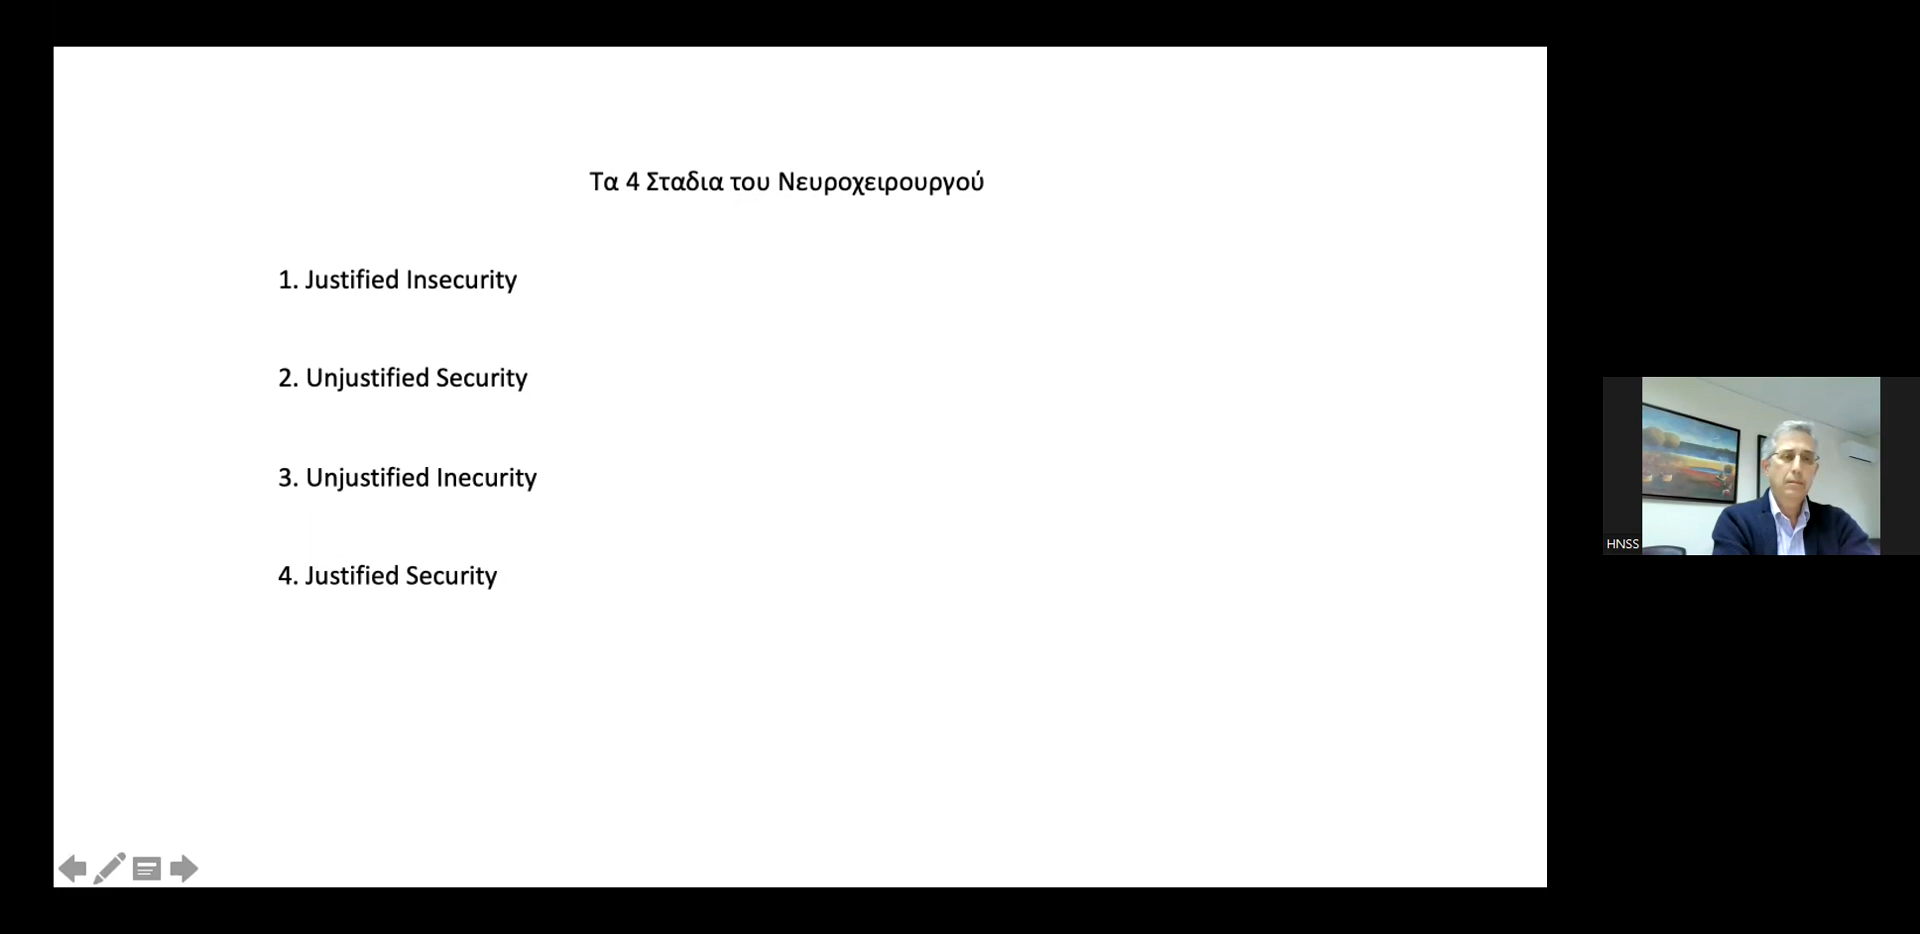 Τα 4 Σταδια του Νευροχειρουργού
1. Justified Insecurity
2. Unjustified Security
3. Unjustified Inecurity
4. Justified Security
HNSS